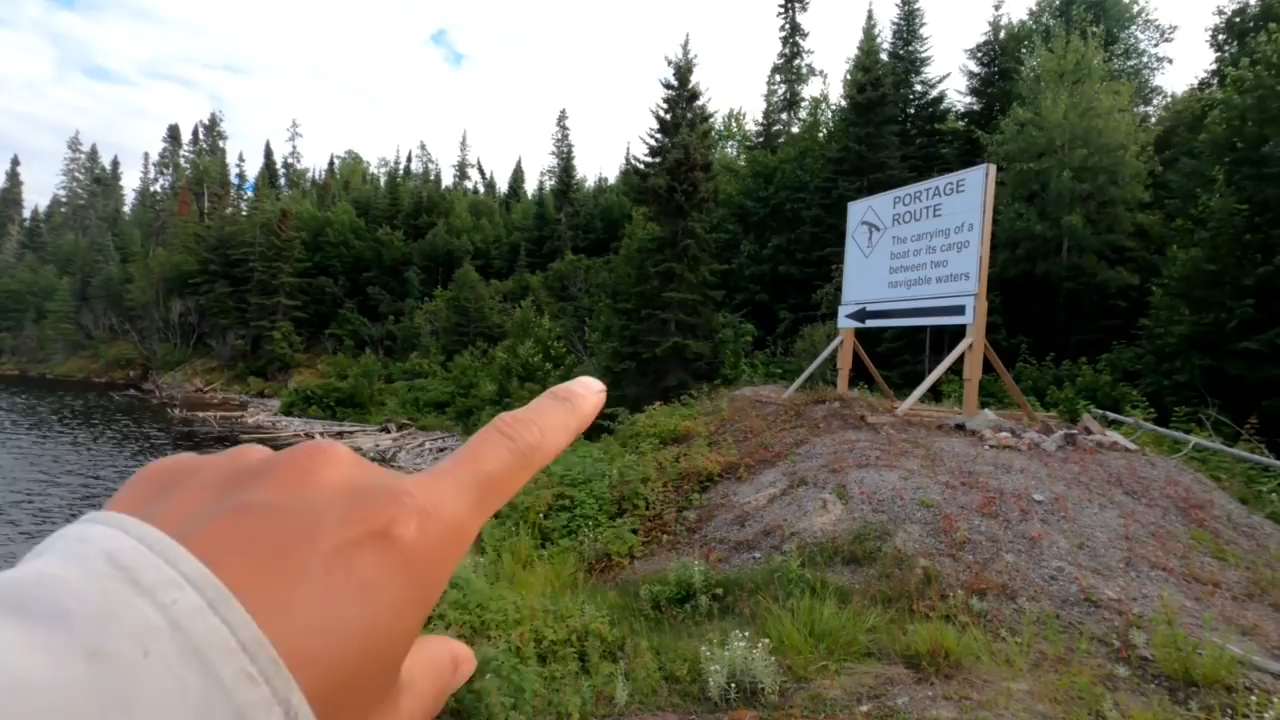 PORTAGE
ROUTE
The carrying of a
boat or its cargo
between two
navigable waters